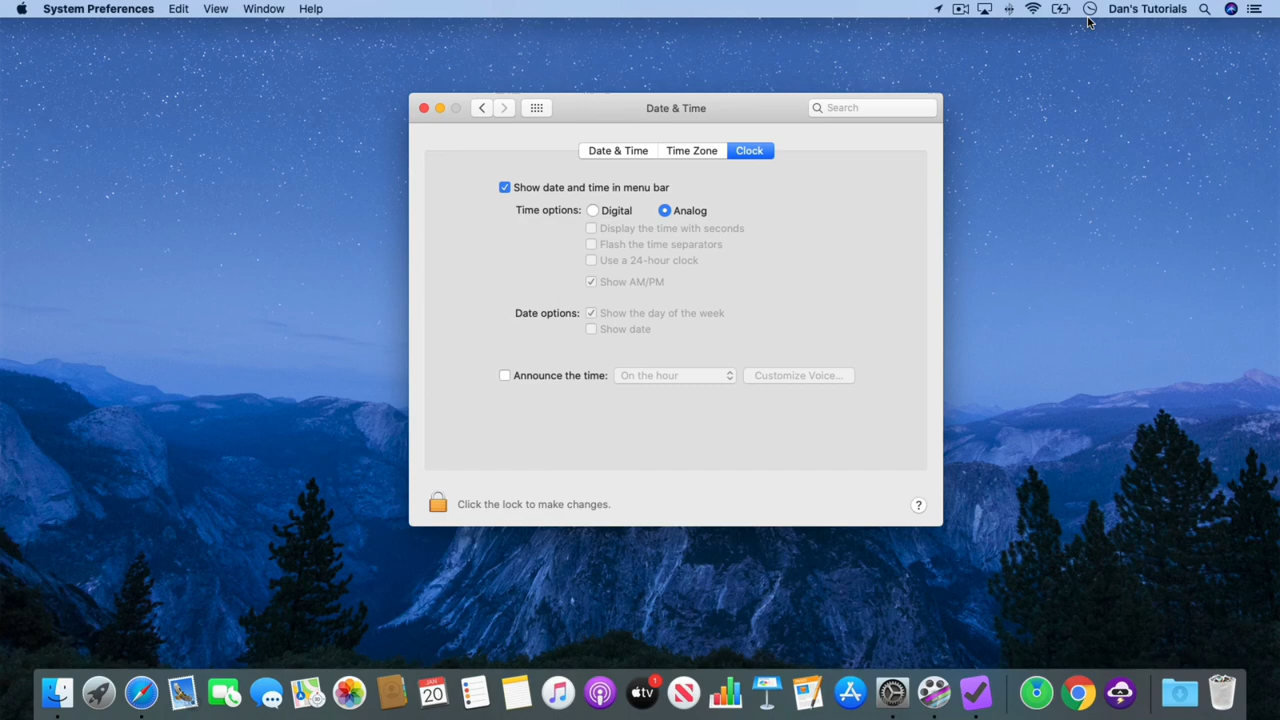 System Preferences Edit View Window Help Dan's Tutorials
Date & Time Search
Date & Time Time Zone Clock
Show date and time in menu bar
Time options: Digital Analog
Display the time with seconds
Flash the time separators
Use a 24-hour clock
Show AM/PM
Date options: Show the day of the week
Show date
Announce the time: On the hour Customize Voice...
Click the lock to make changes. ?
JAN 20 tv 1